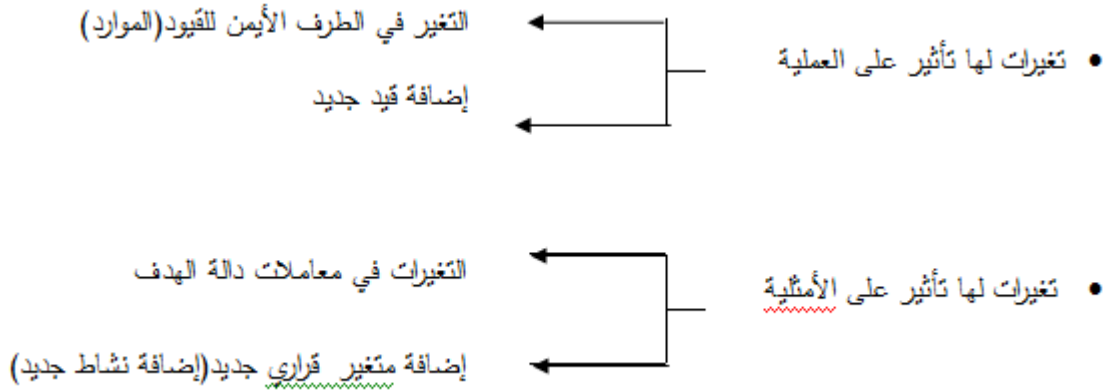 • تغيرات لها تأثير على العملية
التغير في الطرف الأيمن للقيود(الموارد)
إضافة قيد جديد
• تغيرات لها تأثير على الأمثلية
التغيرات في معاملات دالة الهدف
إضافة متغير قراري جديد(إضافة نشاط جديد)